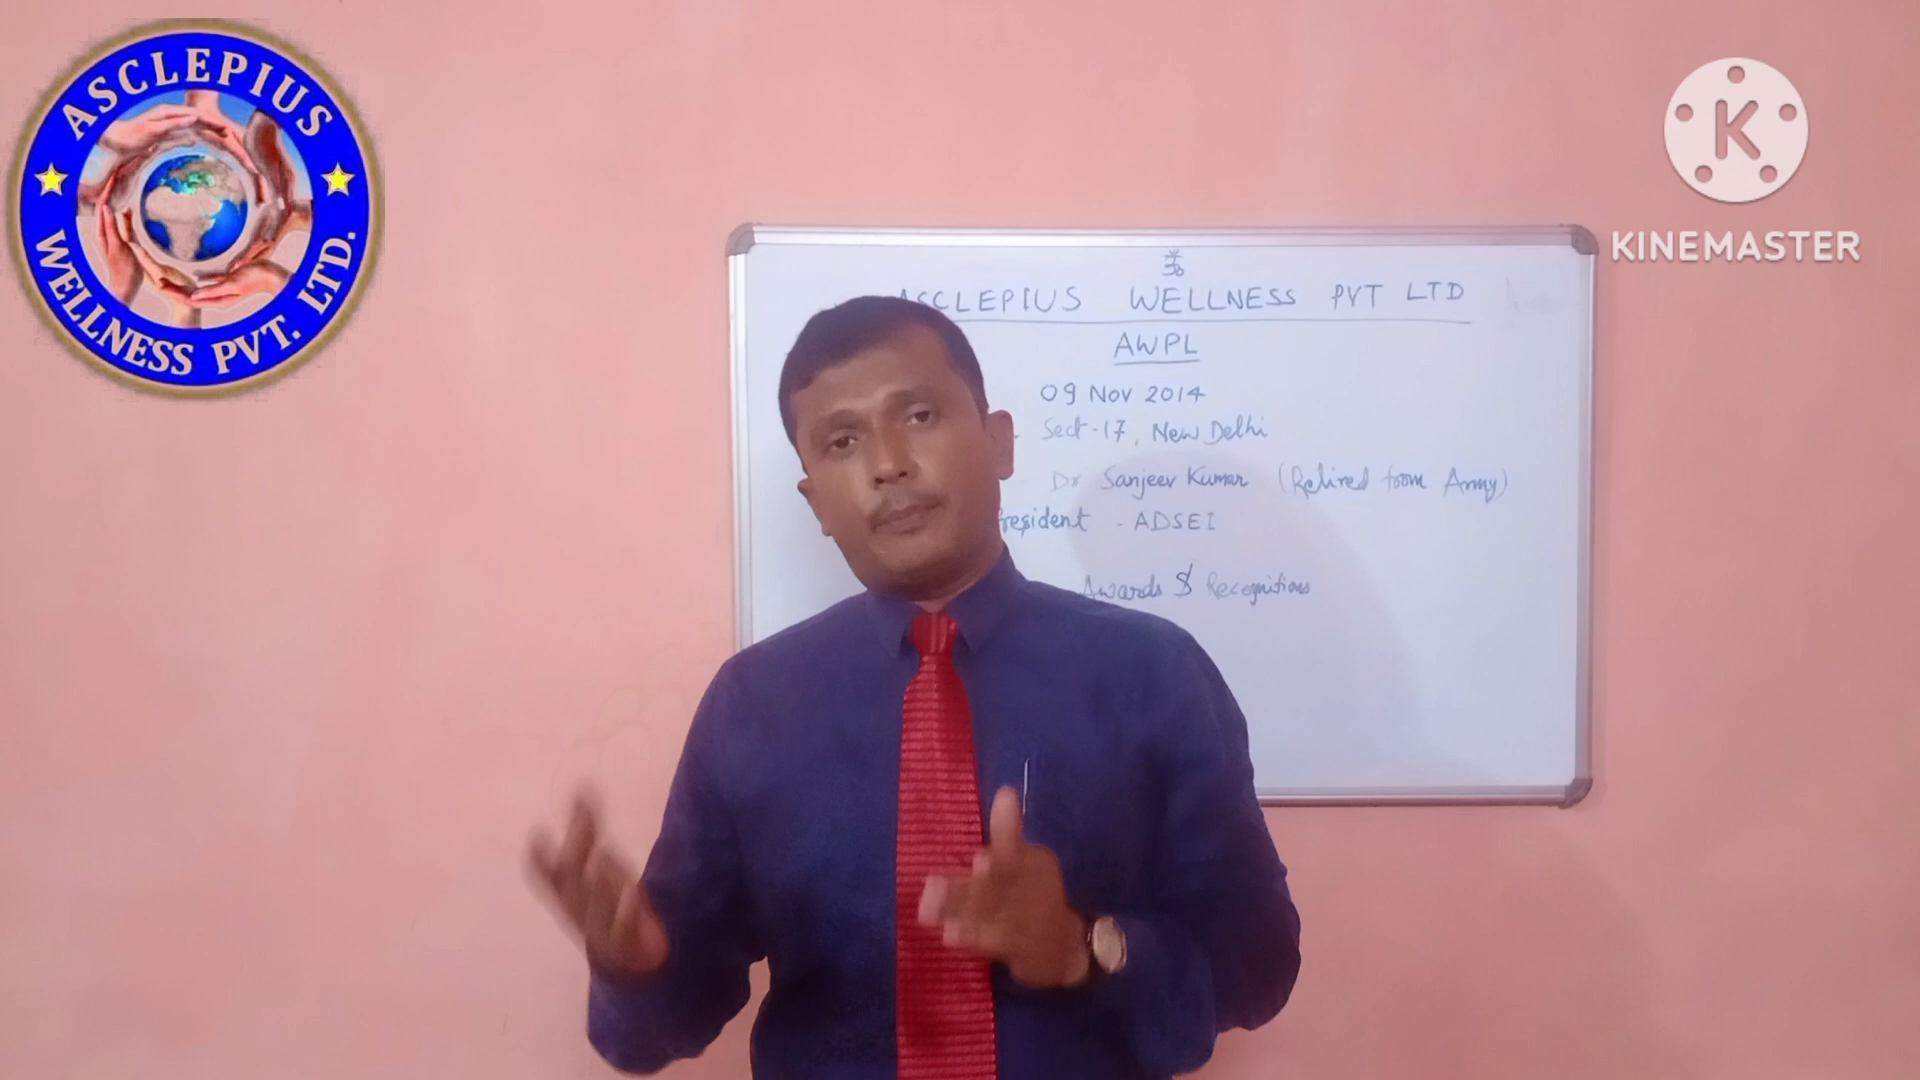 ASCLEPIUS
WELLNESS PVT. LTD.
K
KINEMASTER
ॐ
ASCLEPIUS WELLNESS PVT LTD
AWPL
09 Nov 2014
Sect-17, New Delhi
Dr Sanjeev Kumar (Retired from Army)
President - ADSEI
Awards & Recognitions